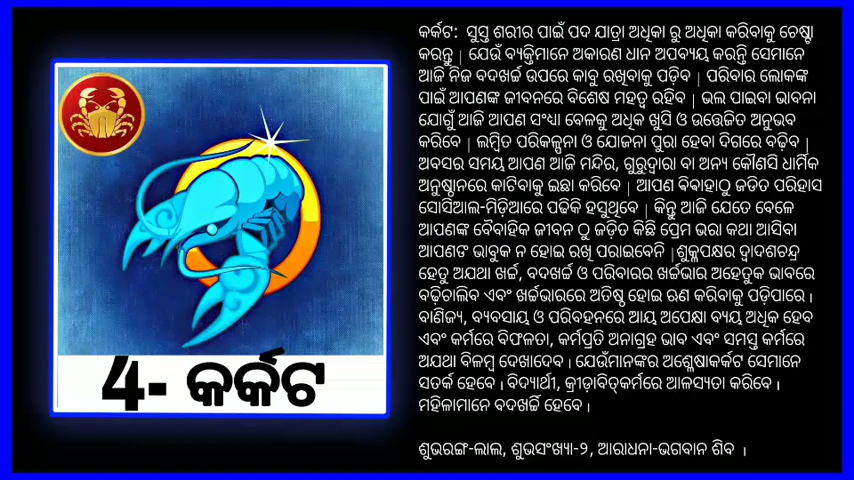 4- କର୍କଟ
କର୍କଟ: ସୁସ୍ତ ଶରୀର ପାଇଁ ପଦ ଯାତ୍ରା ଅଧିକା ରୁ ଅଧିକା କରିବାକୁ ଚେଷ୍ଟା
କରନ୍ତୁ | ଯେଉଁ ବ୍ୟକ୍ତିମାନେ ଅକାରଣ ଧାନ ଅପବ୍ୟୟ କରନ୍ତି ସେମାନେ
ଆଜି ନିଜ ବଦଖର୍ଚ୍ଚ ଉପରେ କାବୁ ରଖିବାକୁ ପଡ଼ିବ | ପରିବାର ଲୋକଙ୍କ
ପାଇଁ ଆପଣଙ୍କ ଜୀବନରେ ବିଶେଷ ମହତ୍ୱ ରହିବ | ଭଲ ପାଇବା ଭାବନା
ଯୋଗୁଁ ଆଜି ଆପଣ ସଂଧ୍ୟା ବେଳକୁ ଅଧିକ ଖୁସି ଓ ଉତ୍ତେଜିତ ଅନୁଭବ
କରିବେ | ଲମ୍ବିତ ପରିକଳ୍ପନା ଓ ଯୋଜନା ପୁରା ହେବା ଦିଗରେ ବଢ଼ିବ |
ଅବସର ସମୟ ଆପଣ ଆଜି ମନ୍ଦିର, ଗୁରୁଦ୍ୱାରା ବା ଅନ୍ୟ କୌଣସି ଧାର୍ମିକ
ଅନୁଷ୍ଠାନରେ କାଟିବାକୁ ଇଛା କରିବେ | ଆପଣ ବିବାହାଠୁ ଜଡିତ ପରିହାସ
ସୋସିଆଲ-ମିଡ଼ିଆରେ ପଢିକି ହସୁଥିବେ | କିନ୍ତୁ ଆଜି ଯେତେ ବେଳେ
ଆପଣଙ୍କ ବୈବାହିକ ଜୀବନ ଠୁ ଜଡ଼ିତ କିଛି ପ୍ରେମ ଭରା କଥା ଆସିବା
ଆପଣଙ ଭାବୁକ ନ ହୋଇ ରଖି ପରାଇବେନି |ଶୁକ୍ଳପକ୍ଷର ଦ୍ଵାଦଶଚନ୍ଦ୍ର
ହେତୁ ଅଯଥା ଖର୍ଚ୍ଚ, ବଦଖର୍ଚ୍ଚ ଓ ପରିବାରର ଖର୍ଚ୍ଚଭାର ଅହେତୁକ ଭାବରେ
ବଢ଼ିଚାଲିବ ଏବଂ ଖର୍ଚ୍ଚଭାରରେ ଅତିଷ୍ଠ ହୋଇ ଋଣ କରିବାକୁ ପଡ଼ିପାରେ ।
ବାଣିଜ୍ୟ, ବ୍ୟବସାୟ ଓ ପରିବହନରେ ଆୟ ଅପେକ୍ଷା ବ୍ୟୟ ଅଧିକ ହେବ
ଏବଂ କର୍ମରେ ବିଫଳତା, କର୍ମପ୍ରତି ଅନାଗ୍ରହ ଭାବ ଏବଂ ସମସ୍ତ କର୍ମରେ
ଅଯଥା ବିଳମ୍ବ ଦେଖାଦେବ । ଯେଉଁମାନଙ୍କର ଅଶ୍ଳେଷାକର୍କଟ ସେମାନେ
ସତର୍କ ହେବେ । ବିଦ୍ୟାର୍ଥୀ, କ୍ରୀଡ଼ାବିତ୍‌କର୍ମରେ ଆଳସ୍ୟତା କରିବେ ।
ମହିଳାମାନେ ବଦଖର୍ଚ୍ଚି ହେବେ ।
ଶୁଭରଙ୍ଗ-ଲାଲ, ଶୁଭସଂଖ୍ୟା-୨, ଆରାଧନା-ଭଗବାନ ଶିବ ।